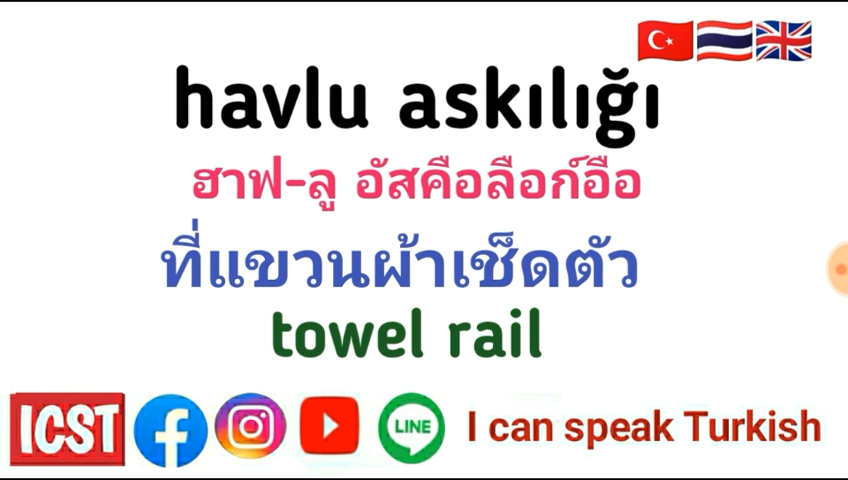 havlu askılığı
ฮาฟ-ลู อัสคือลือก์อือ
ที่แขวนผ้าเช็ดตัว
towel rail
ICST LINE I can speak Turkish